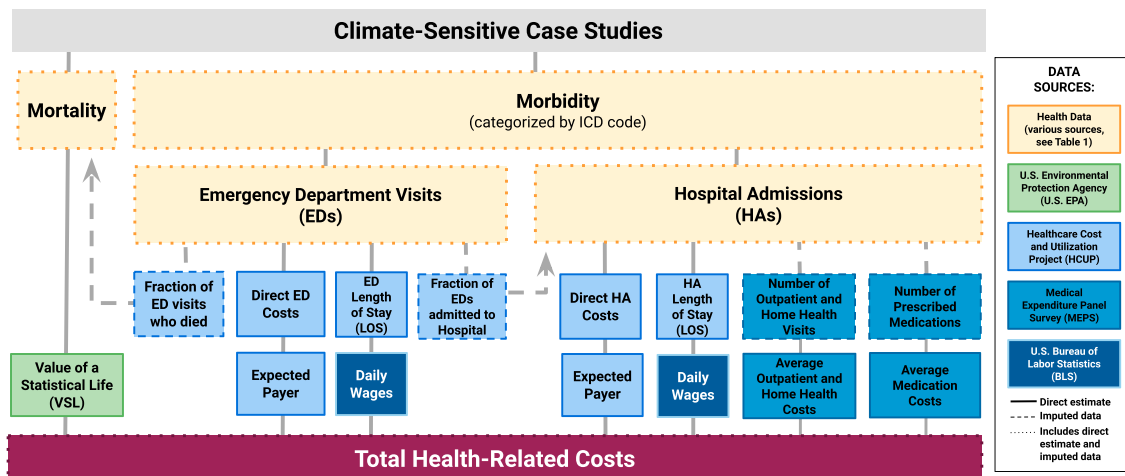 Climate-Sensitive Case Studies
Mortality
Morbidity
(categorized by ICD code)
Emergency Department Visits
(EDs)
Hospital Admissions
(HAs)
Fraction of
ED visits
who died
Direct ED
Costs
ED
Length
of Stay
(LOS)
Fraction of
EDs
admitted to
Hospital
Direct HA
Costs
HA
Length
of Stay
(LOS)
Number of
Outpatient and
Home Health
Visits
Number of
Prescribed
Medications
Value of a
Statistical Life
(VSL)
Expected
Payer
Daily
Wages
Expected
Payer
Daily
Wages
Average
Outpatient and
Home Health
Costs
Average
Medication
Costs
Total Health-Related Costs
DATA
SOURCES:
Health Data
(various sources,
see Table 1)
U.S. Environmental
Protection Agency
(U.S. EPA)
Healthcare Cost
and Utilization
Project (HCUP)
Medical
Expenditure Panel
Survey (MEPS)
U.S. Bureau of
Labor Statistics
(BLS)
Direct estimate
Imputed data
Includes direct
estimate and
imputed data